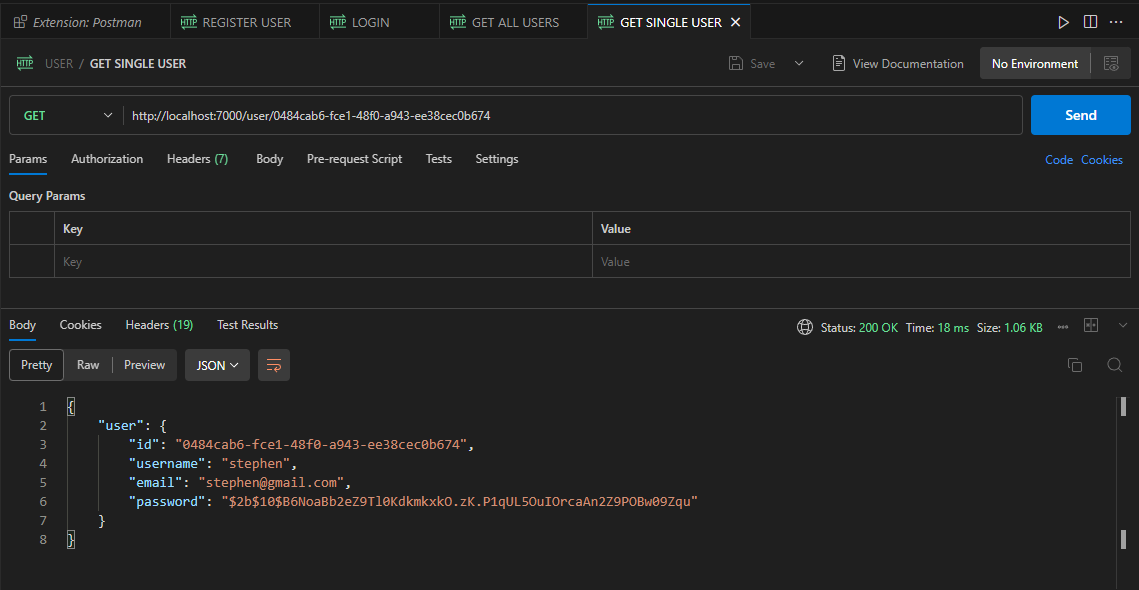 Extension: Postman HTTP REGISTER USER HTTP LOGIN HTTP GET ALL USERS HTTP GET SINGLE USER
HTTP USER / GET SINGLE USER Save View Documentation No Environment
GET http://localhost:7000/user/0484cab6-fce1-48f0-a943-ee38cec0b674 Send
Params Authorization Headers (7) Body Pre-request Script Tests Settings Code Cookies
Query Params
Key Value
Key Value
Body Cookies Headers (19) Test Results Status: 200 OK Time: 18 ms Size: 1.06 KB
Pretty Raw Preview JSON
1 {
2 "user": {
3 "id": "0484cab6-fce1-48f0-a943-ee38cec0b674",
4 "username": "stephen",
5 "email": "stephen@gmail.com",
6 "password": "$2b$10$B6NoaBb2eZ9Tl0KdkmkxkO.zK.P1qUL5OuIOrcaAn2Z9POBw09Zqu"
7 }
8 }